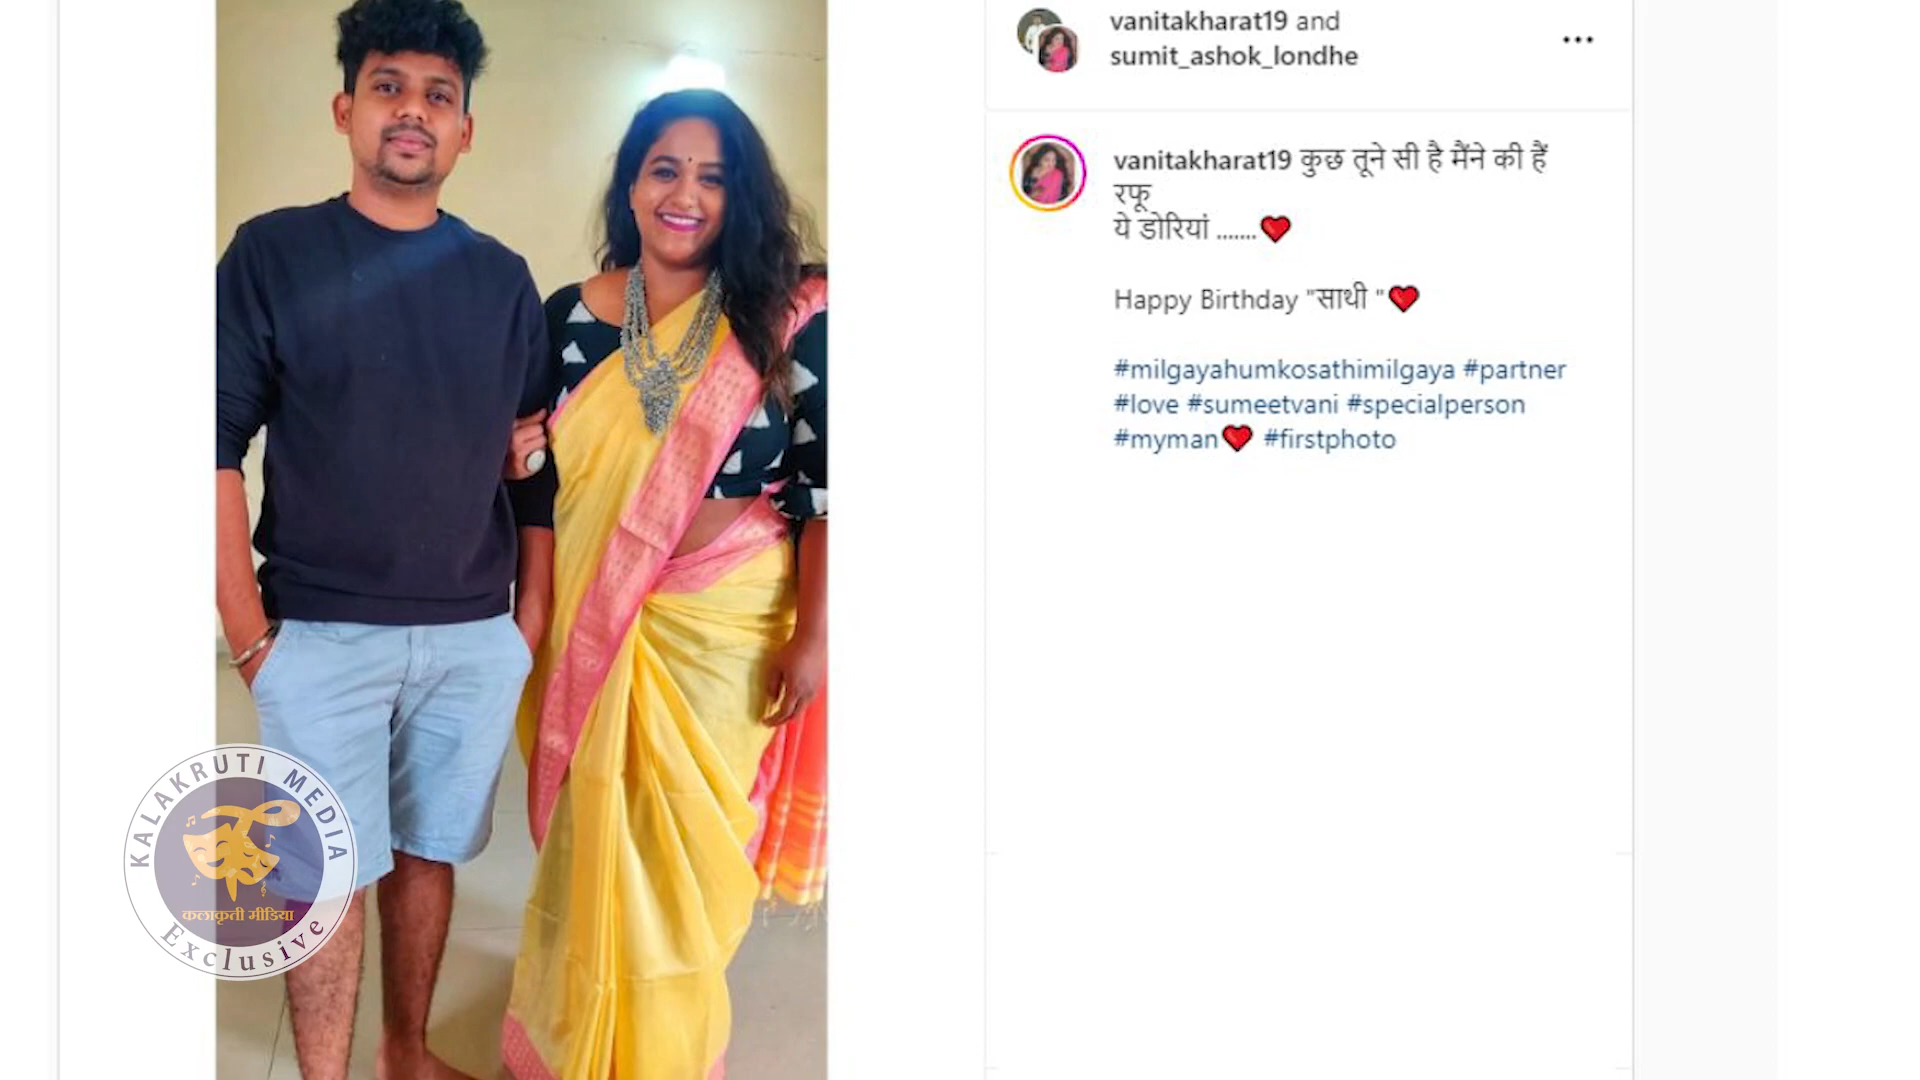 vanitakharat19 and
sumit_ashok_londhe
vanitakharat19 कुछ तूने सी है मैंने की हैं
रफू
ये डोरियां .......❤️
Happy Birthday "साथी "❤️
#milgayahumkosathimilgaya #partner
#love #sumeetvani #specialperson
#myman❤️ #firstphoto
KALAKRUTI MEDIA
कलाकृती मीडिया
Exclusive